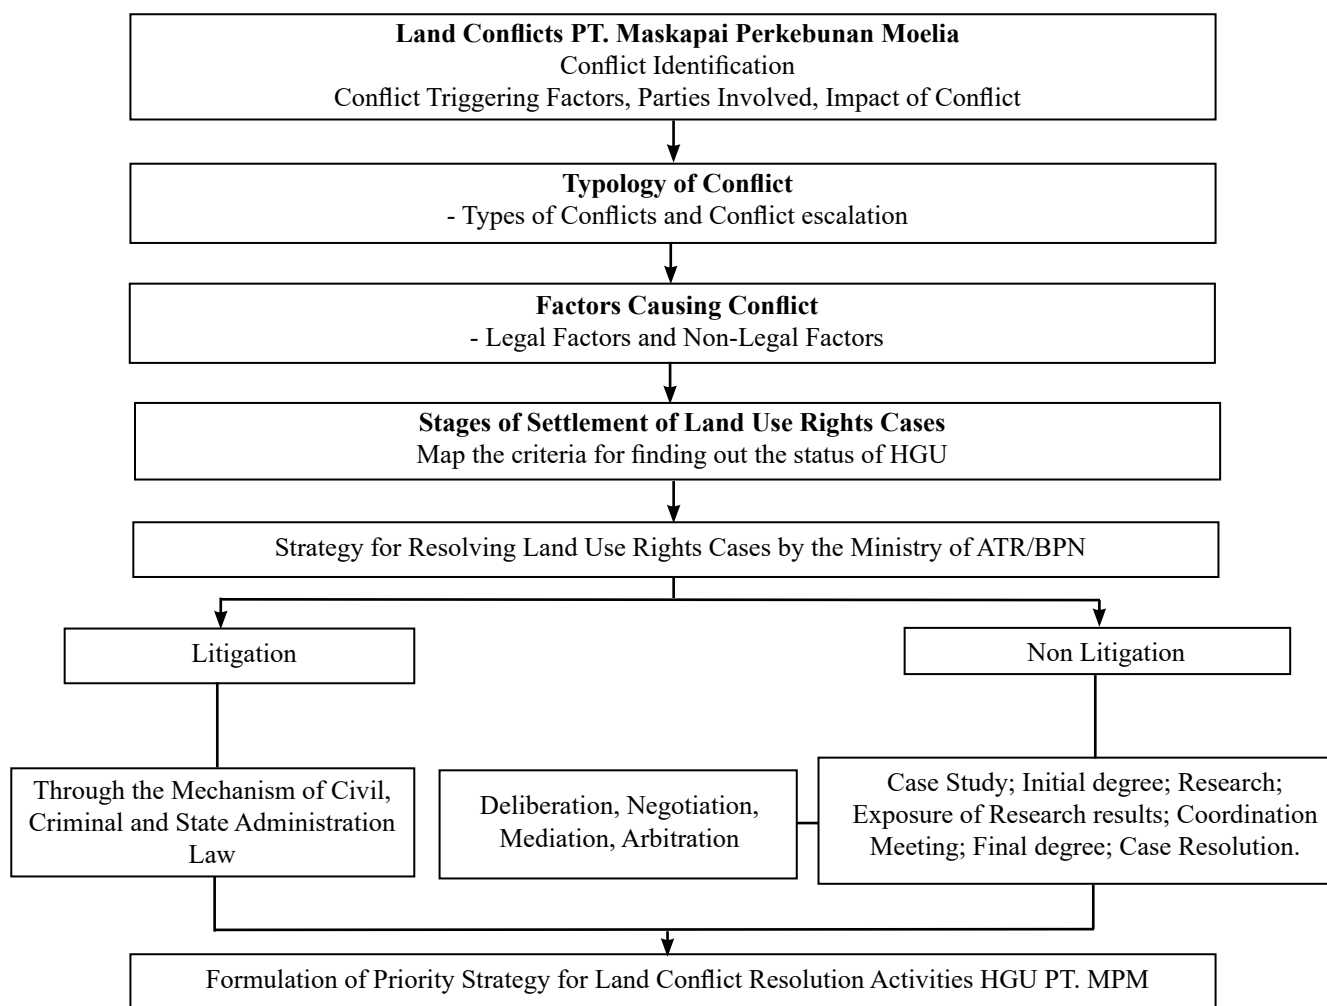 Land Conflicts PT. Maskapai Perkebunan Moelia
Conflict Identification
Conflict Triggering Factors, Parties Involved, Impact of Conflict
Typology of Conflict
- Types of Conflicts and Conflict escalation
Factors Causing Conflict
- Legal Factors and Non-Legal Factors
Stages of Settlement of Land Use Rights Cases
Map the criteria for finding out the status of HGU
Strategy for Resolving Land Use Rights Cases by the Ministry of ATR/BPN
Litigation
Non Litigation
Through the Mechanism of Civil,
Criminal and State Administration
Law
Deliberation, Negotiation,
Mediation, Arbitration
Case Study; Initial degree; Research;
Exposure of Research results; Coordination
Meeting; Final degree; Case Resolution.
Formulation of Priority Strategy for Land Conflict Resolution Activities HGU PT. MPM